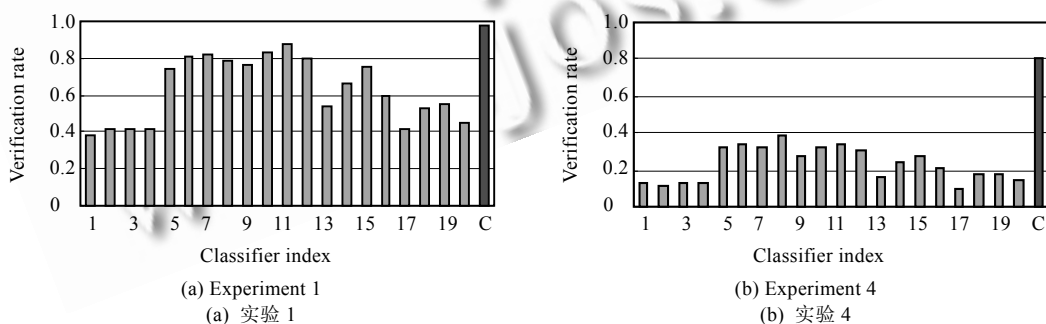 1.0
0.8
0.6
0.4
0.2
0
Verification rate
1 3 5 7 9 11 13 15 17 19 C
Classifier index
(a) Experiment 1
(a) 实验 1
1.0
0.8
0.6
0.4
0.2
0
Verification rate
1 3 5 7 9 11 13 15 17 19 C
Classifier index
(b) Experiment 4
(b) 实验 4